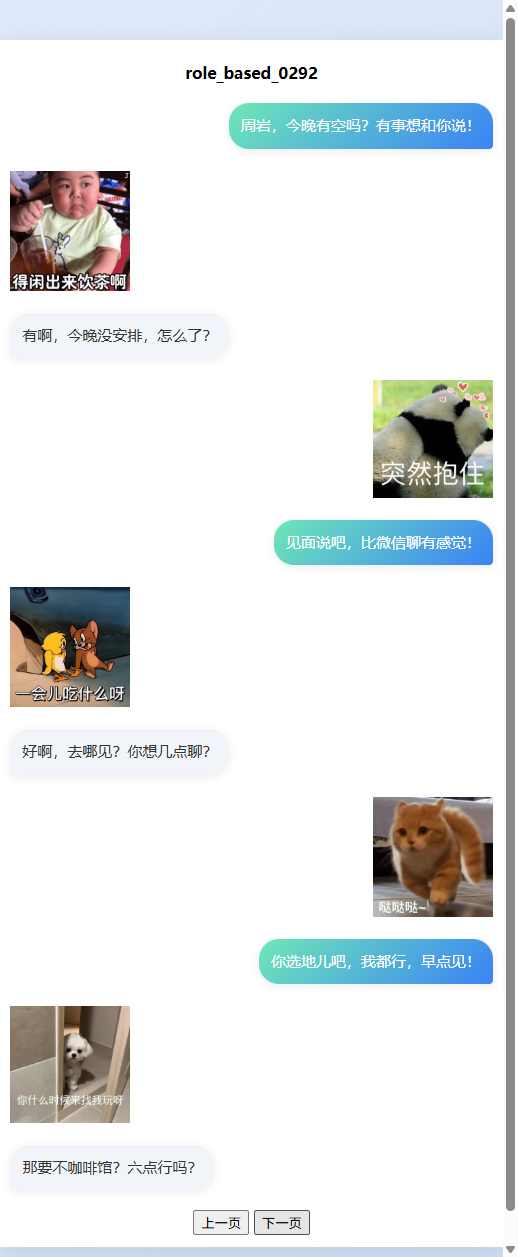 role_based_0292
周岩，今晚有空吗？有事想和你说！
得闲出来饮茶啊
有啊，今晚没安排，怎么了？
突然抱住
见面说吧，比微信聊有感觉！
一会儿吃什么呀
好啊，去哪见？你想几点聊？
哒哒哒~
你选地儿吧，我都行，早点见！
你什么时候来找我玩呀
那要不咖啡馆？六点行吗？
上一页 下一页